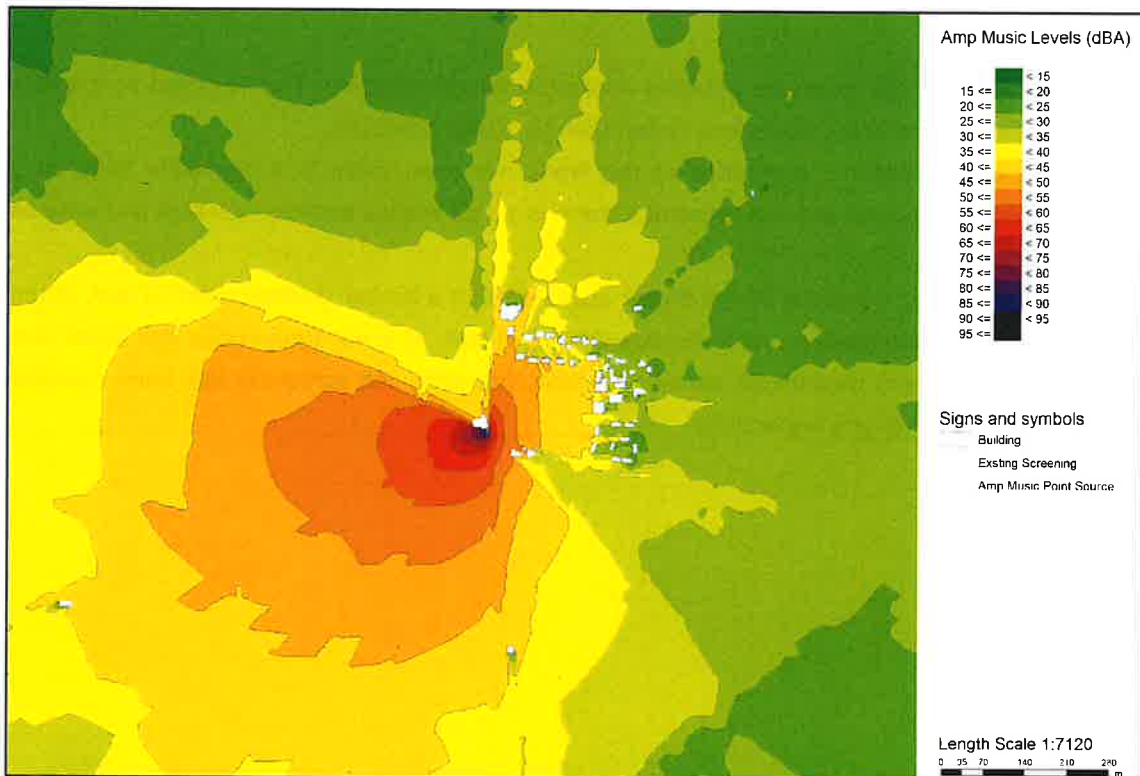 Amp Music Levels (dBA)
< 15
15 <= < 20
20 <= < 25
25 <= < 30
30 <= < 35
35 <= < 40
40 <= < 45
45 <= < 50
50 <= < 55
55 <= < 60
60 <= < 65
65 <= < 70
70 <= < 75
75 <= < 80
80 <= < 85
85 <= < 90
90 <= < 95
95 <=
Signs and symbols
Building
Existing Screening
Amp Music Point Source
Length Scale 1:7120
0 35 70 140 210 280
m